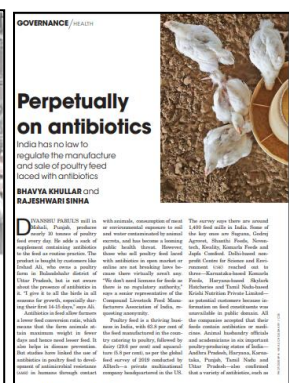 GOVERNANCE/HEALTH
Perpetually
on antibiotics
India has no law to
regulate the manufacture
and sale of poultry feed
laced with antibiotics
BHAVYA KHULLAR and
RAJESHWARI SINHA
DIVANSHU PARUL'S mill in
Mohali, Punjab, produces
nearly 10 tonnes of poultry
feed every day. He adds a sack of
supplement containing antibiotics
to the feed as routine practice. The
product is bought by customers like
Irshad Ali, who owns a poultry
farm in Bulandshahr district of
Uttar Pradesh, but is not aware
about the presence of antibiotics in
it. "I give it to all the birds in all
seasons for growth, especially dur-
ing their first 14-15 days," says Ali.
Antibiotics in feed allow farmers
a lower feed conversion ratio, which
means that the farm animals at-
tain maximum weight in fewer
days and hence need lower feed. It
also helps in disease prevention.
But studies have linked the use of
antibiotics in poultry feed to devel-
opment of antimicrobial resistance
(AMR) in humans through contact
with animals, consumption of meat
or environmental exposure to soil
and water contaminated by animal
excreta, and has become a looming
public health threat. However,
those who sell poultry feed laced
with antibiotics in open market or
online are not breaking laws be-
cause there virtually aren't any.
"We don't need licences for feeds as
there is no regulatory authority,"
says a senior representative of the
Compound Livestock Feed Manu-
facturers Association of India, re-
questing anonymity.
Poultry feed is a thriving busi-
ness in India, with 63.8 per cent of
the feed manufactured in the coun-
try catering to poultry, followed by
dairy (29.6 per cent) and aquacul-
ture (5.8 per cent), as per the global
feed survey of 2018 conducted by
Alltech—a private multinational
company headquartered in the US.
The survey says there are around
1,400 feed mills in India. Some of
the key ones are Suguna, Godrej
Agrovet, Shanthi Feeds, Noven-
tech, Kwality, Komarla Feeds and
Japfa Comfeed. Delhi-based non-
profit Centre for Science and Envi-
ronment (CSE) reached out to
three—Karnataka-based Komarla
Feeds, Haryana-based Skylark
Hatcheries and Tamil Nadu-based
Krishi Nutrition Private Limited—
as potential customers because in-
formation on feed constituents was
unavailable in public domain. All
the companies accepted that their
feeds contain antibiotics or medi-
cines. Animal husbandry officials
and academicians in six important
poultry-producing states of India—
Andhra Pradesh, Haryana, Karna-
taka, Punjab, Tamil Nadu and
Uttar Pradesh—also confirmed
that a variety of antibiotics, such as